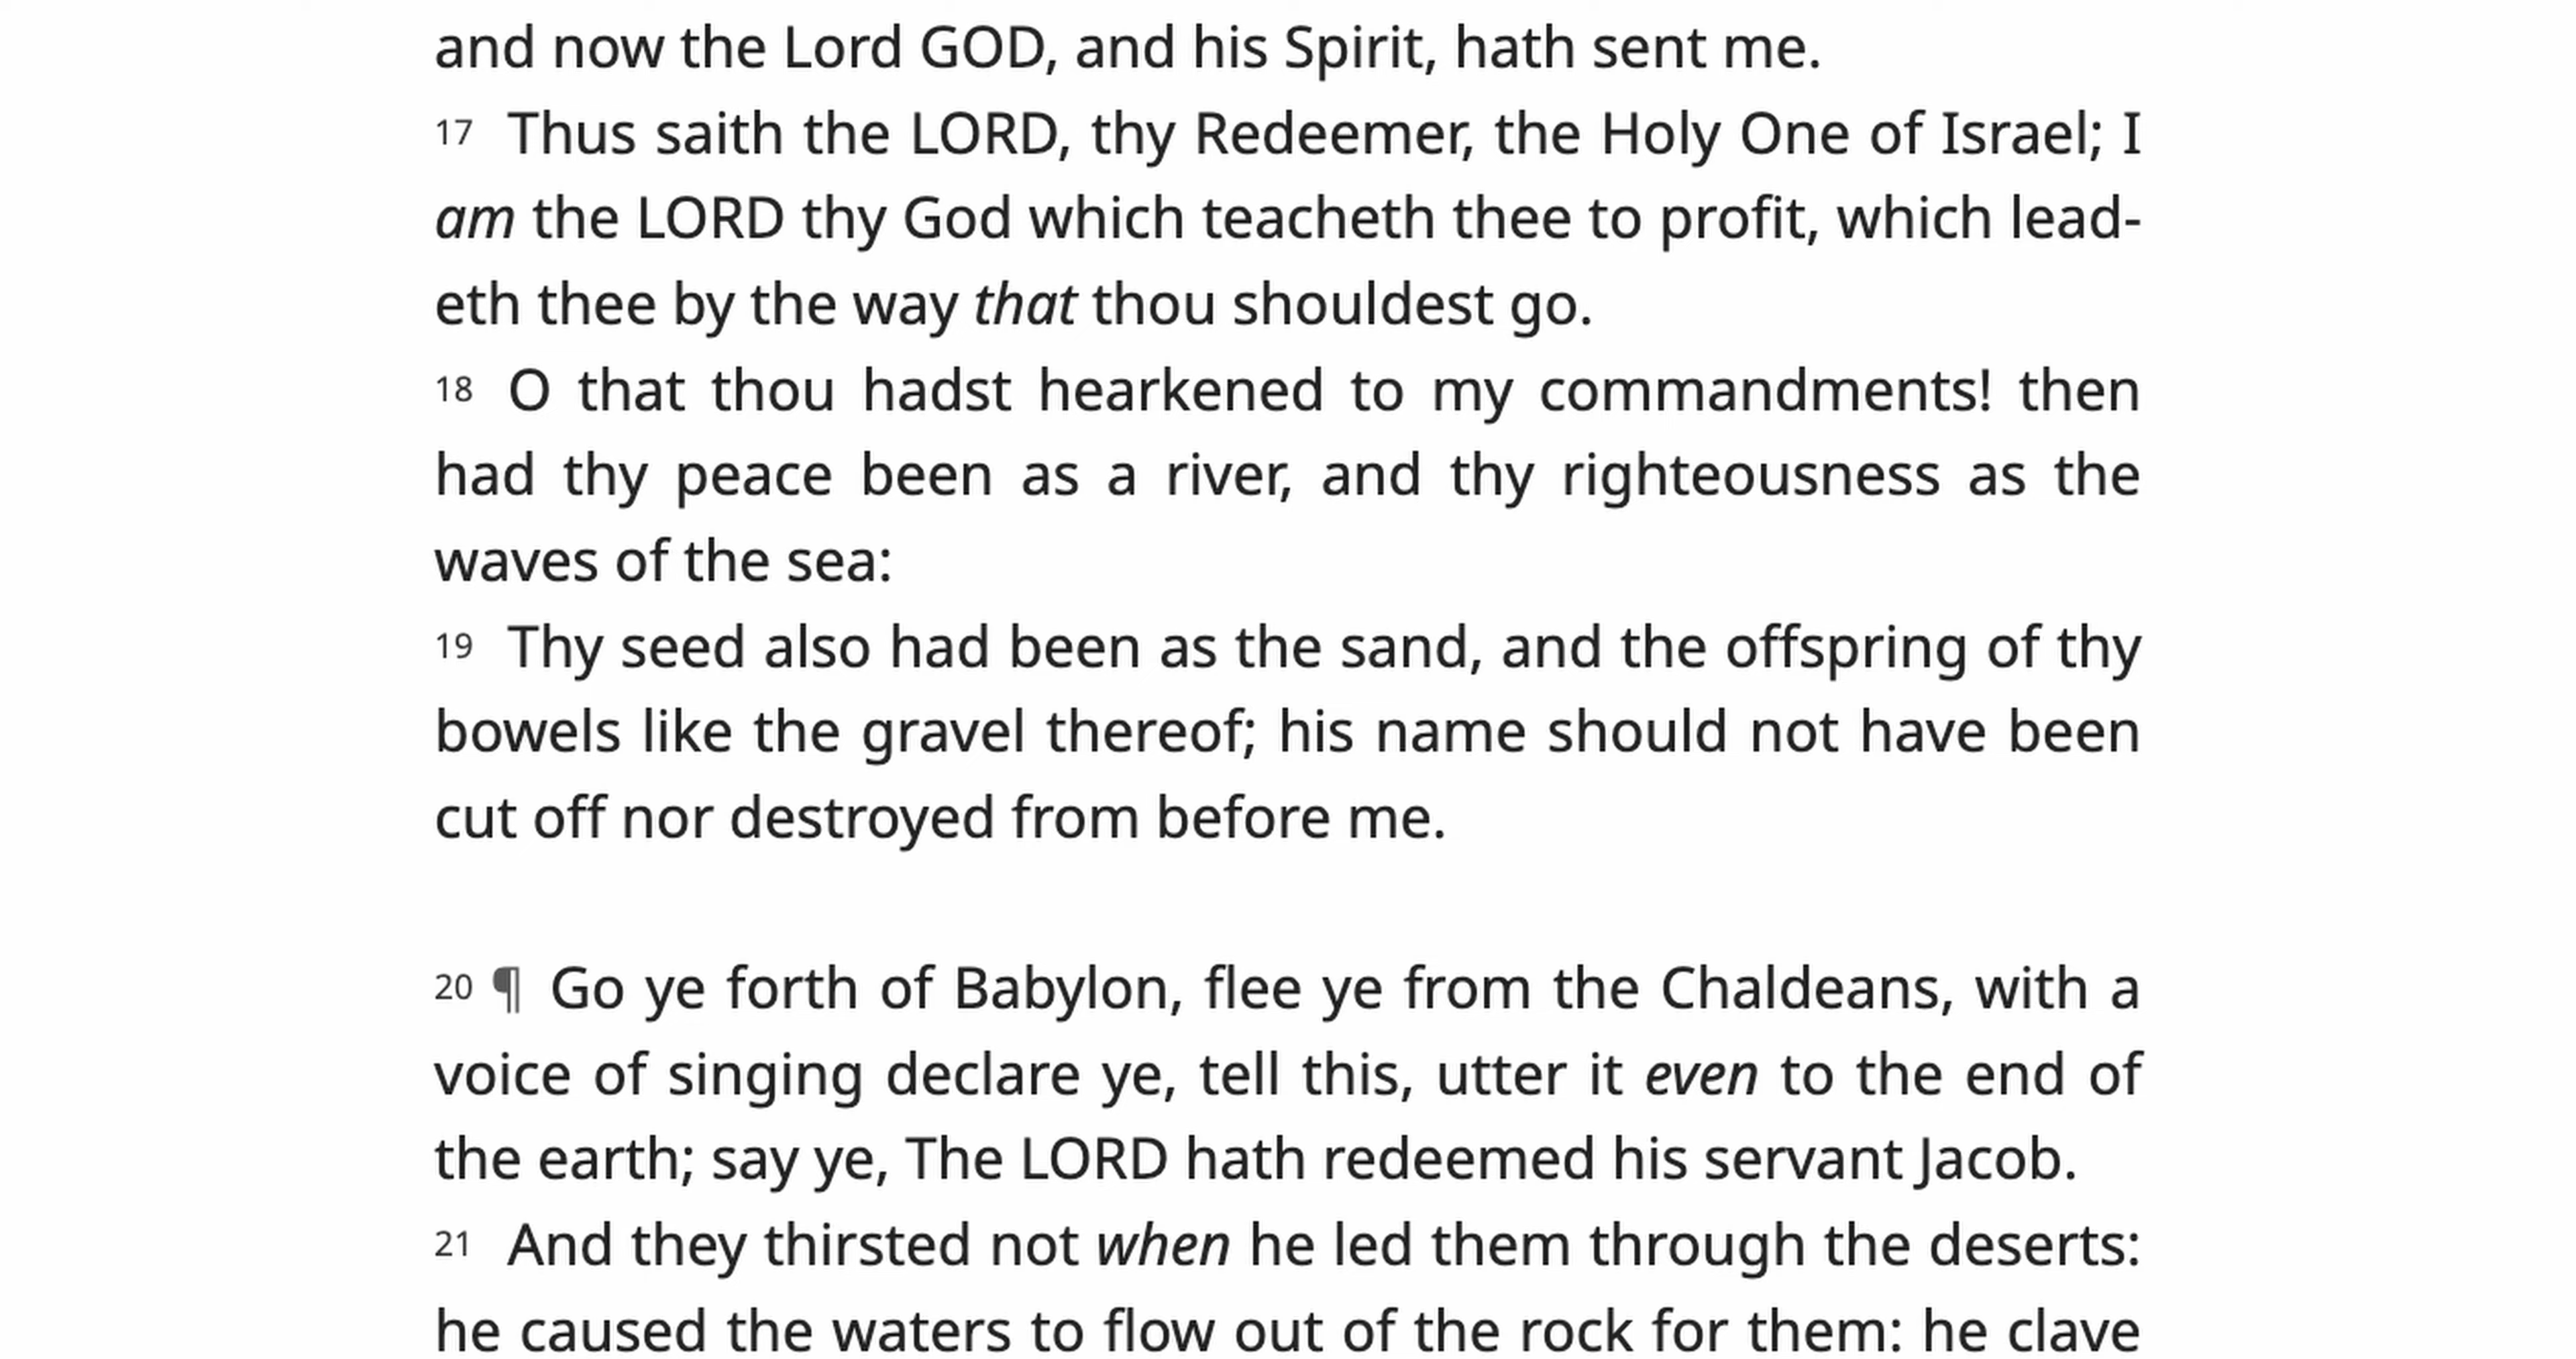 and now the Lord GOD, and his Spirit, hath sent me.
17 Thus saith the LORD, thy Redeemer, the Holy One of Israel; I
am the LORD thy God which teacheth thee to profit, which lead-
eth thee by the way that thou shouldest go.
18 O that thou hadst hearkened to my commandments! then
had thy peace been as a river, and thy righteousness as the
waves of the sea:
19 Thy seed also had been as the sand, and the offspring of thy
bowels like the gravel thereof; his name should not have been
cut off nor destroyed from before me.
20 ¶ Go ye forth of Babylon, flee ye from the Chaldeans, with a
voice of singing declare ye, tell this, utter it even to the end of
the earth; say ye, The LORD hath redeemed his servant Jacob.
21 And they thirsted not when he led them through the deserts:
he caused the waters to flow out of the rock for them: he clave